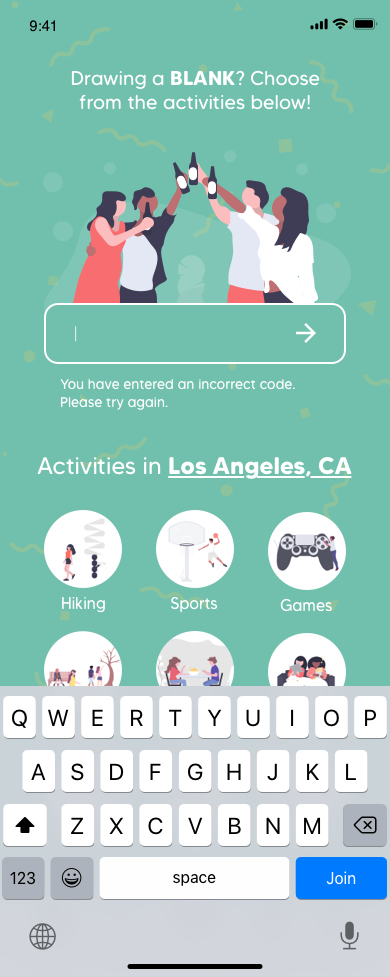 9:41
Drawing a BLANK? Choose
from the activities below!
You have entered an incorrect code.
Please try again.
Activities in Los Angeles, CA
Hiking Sports Games
Q W E R T Y U I O P
A S D F G H J K L
Z X C V B N M
123 space Join